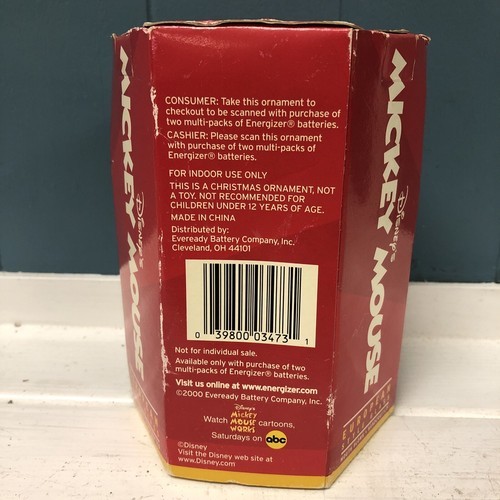 CONSUMER: Take this ornament to
checkout to be scanned with purchase of
two multi-packs of Energizer® batteries.
CASHIER: Please scan this ornament
with purchase of two multi-packs of
Energizer® batteries.
FOR INDOOR USE ONLY
THIS IS A CHRISTMAS ORNAMENT, NOT
A TOY. NOT RECOMMENDED FOR
CHILDREN UNDER 12 YEARS OF AGE.
MADE IN CHINA
Distributed by:
Eveready Battery Company, Inc.
Cleveland, OH 44101
0 39800 03473 1
Not for individual sale.
Available only with purchase of two
multi-packs of Energizer® batteries.
Visit us online at www.energizer.com
©2000 Eveready Battery Company, Inc.
Disney's
MICKEY
MOUSE
WORKS
Watch cartoons,
Saturdays on abc
©Disney
Visit the Disney web site at
www.Disney.com
Disney's
MICKEY MOUSE
Disney's
MICKEY MOUSE